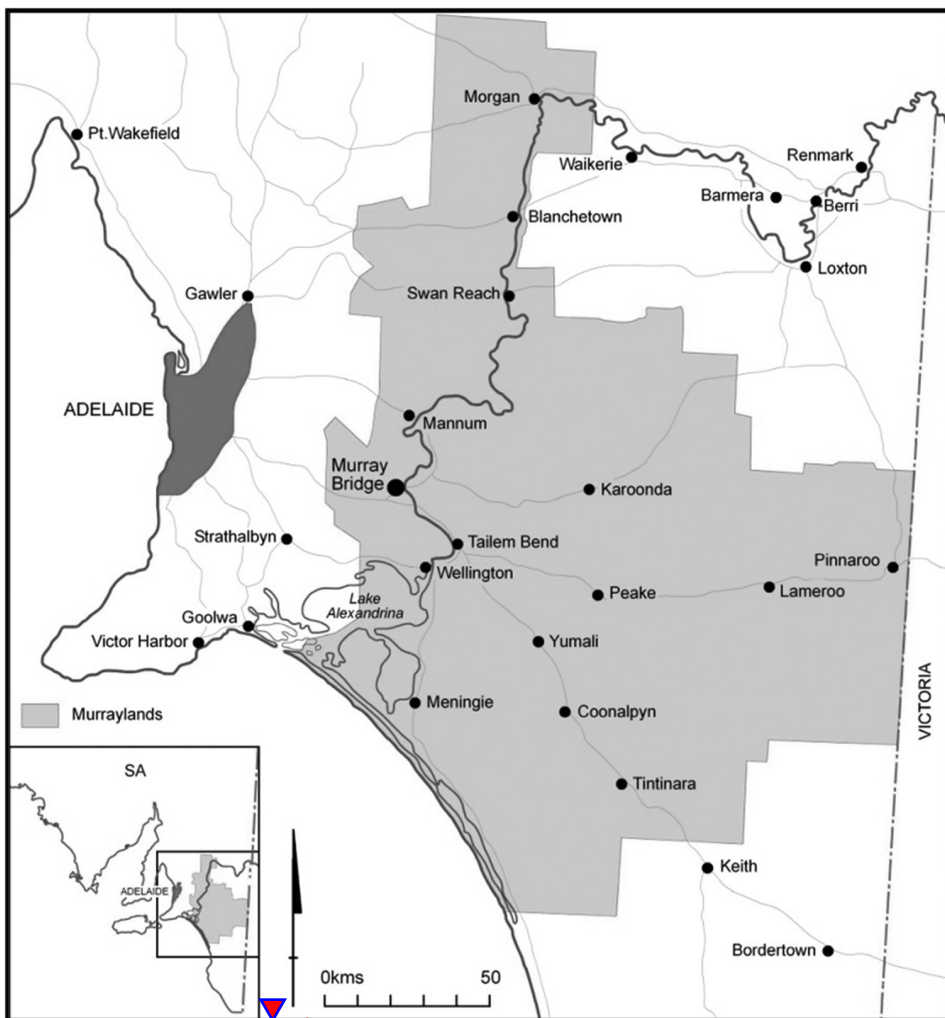 Morgan
Pt.Wakefield
Waikerie
Renmark
Barmera
Berri
Blanchetown
Loxton
Gawler
Swan Reach
ADELAIDE
Mannum
Murray
Bridge
Karoonda
Strathalbyn
Tailem Bend
Pinnaroo
Wellington
Peake
Lameroo
Lake
Alexandrina
Goolwa
Victor Harbor
Yumali
VICTORIA
Meningie
Murraylands
Coonalpyn
SA
Tintinara
Keith
ADELAIDE
Bordertown
0kms 50